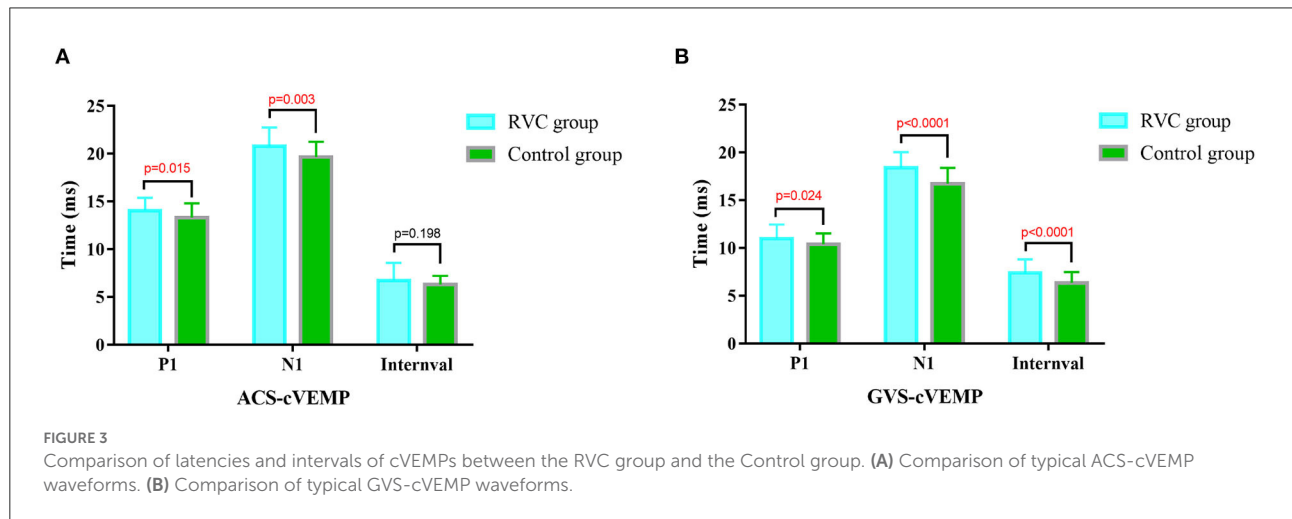 A
p=0.003
p=0.015
p=0.198
25
20
15
10
5
0
Time (ms)
RVC group
Control group
P1 N1 Internval
ACS-cVEMP
B
p<0.0001
p=0.024
p<0.0001
25
20
15
10
5
0
Time (ms)
RVC group
Control group
P1 N1 Internval
GVS-cVEMP
FIGURE 3
Comparison of latencies and intervals of cVEMPs between the RVC group and the Control group. (A) Comparison of typical ACS-cVEMP
waveforms. (B) Comparison of typical GVS-cVEMP waveforms.